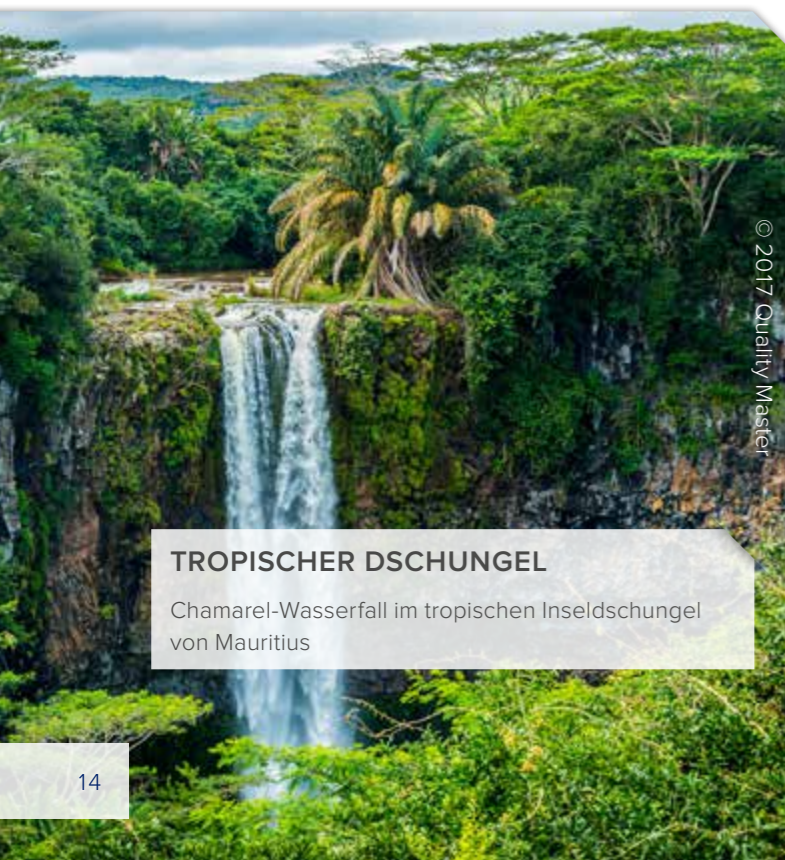 © 2017 Quality Master
TROPISCHER DSCHUNGEL
Chamarel-Wasserfall im tropischen Inseldschungel
von Mauritius
14